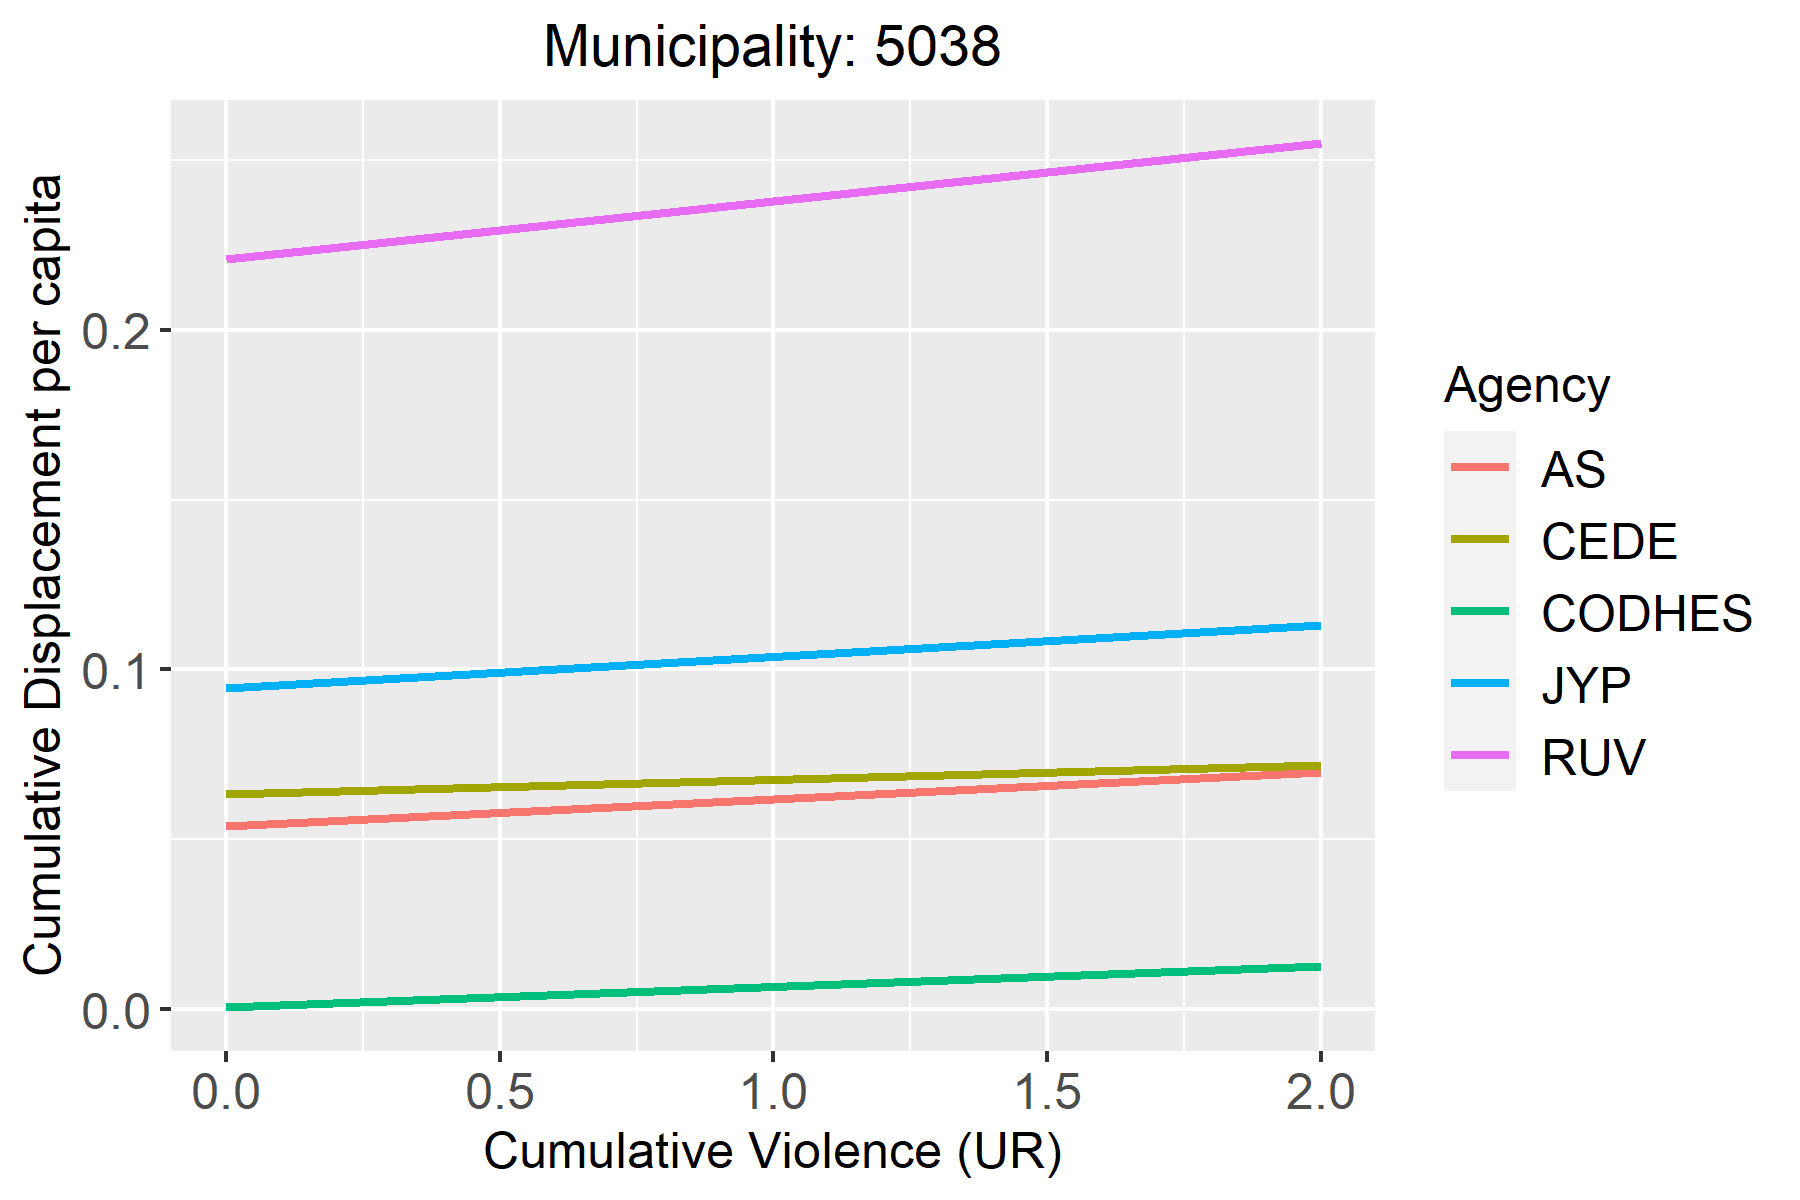 Municipality: 5038
Cumulative Displacement per capita
0.2
0.1
0.0
0.0 0.5 1.0 1.5 2.0
Cumulative Violence (UR)
Agency
AS
CEDE
CODHES
JYP
RUV